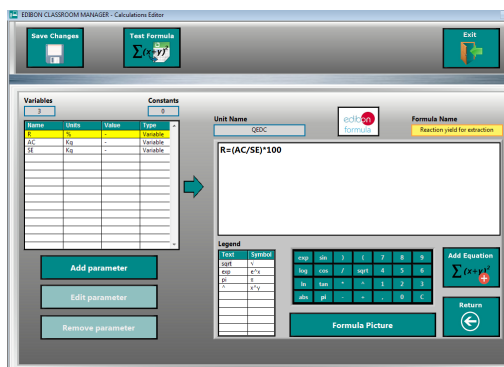 EDIBON CLASSROOM MANAGER - Calculations Editor
Save Changes
Test Formula
∑(x+y)
Exit
Variables
Constants
3
0
Name Units Value Type
R % - Variable
AC Kg - Variable
SE Kg - Variable
Add parameter
Edit parameter
Remove parameter
Unit Name
QEDC
edibon
formula
Formula Name
Reaction yield for extraction
R=(AC/SE)*100
Legend
Text Symbol
sqrt √
exp e^x
pi π
^ x^y
exp sin ) ( 7 8 9
log cos / sqrt 4 5 6
ln tan * ^ 1 2 3
abs pi - + . 0 C
Formula Picture
Add Equation
∑(x+y)²
Return